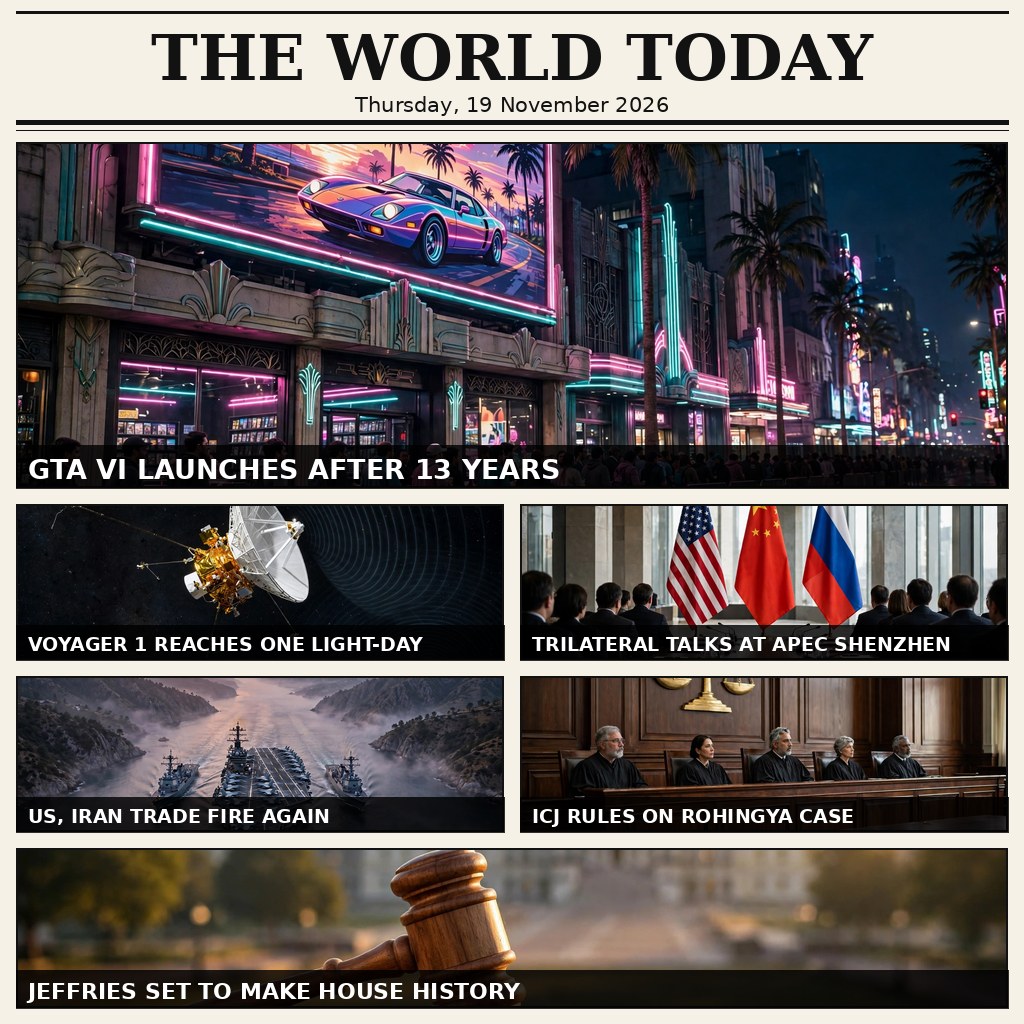 THE WORLD TODAY
Thursday, 19 November 2026
GTA VI LAUNCHES AFTER 13 YEARS
VOYAGER 1 REACHES ONE LIGHT-DAY
TRILATERAL TALKS AT APEC SHENZHEN
US, IRAN TRADE FIRE AGAIN
ICJ RULES ON ROHINGYA CASE
JEFFRIES SET TO MAKE HOUSE HISTORY